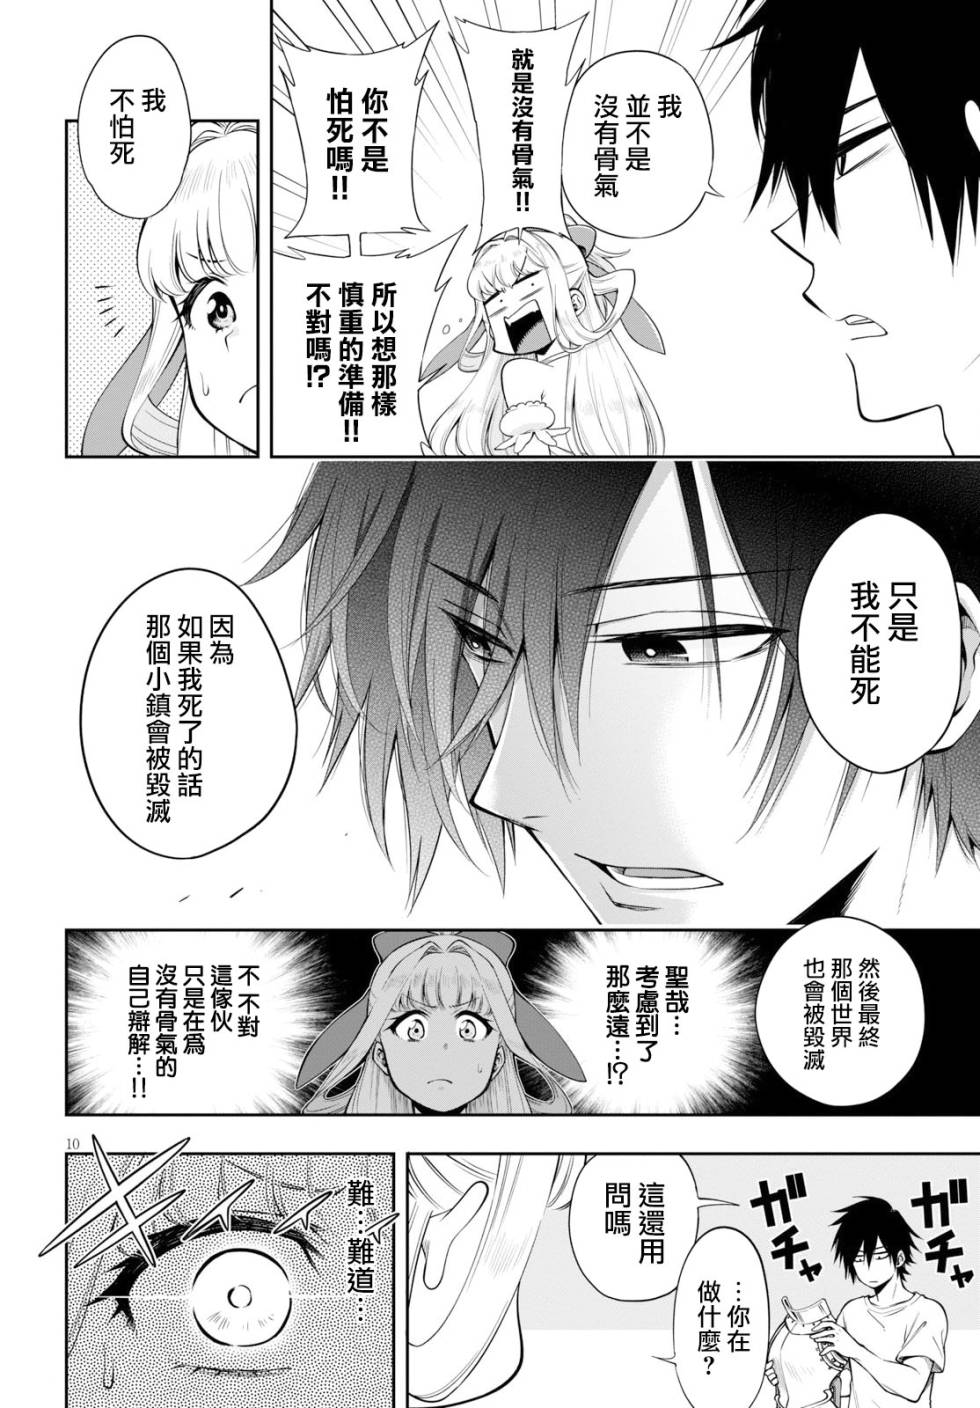 我
並不是
沒有骨氣
就是沒有骨氣!!
你不是
怕死嗎!!
所以想那樣
慎重的準備!!
不對嗎!?
我
不怕死
只是
我不能死
因為
如果我死了的話
那個小鎮會被毀滅
然後最終
那個世界
也會被毀滅
聖哉…
考慮到了
那麼遠…!?
不不對
這傢伙
只是在為
沒有骨氣的
自己辯解…!!
10
ガチャ
ガチャ
…你在
做什麼?
這還用
問嗎
難…難道…